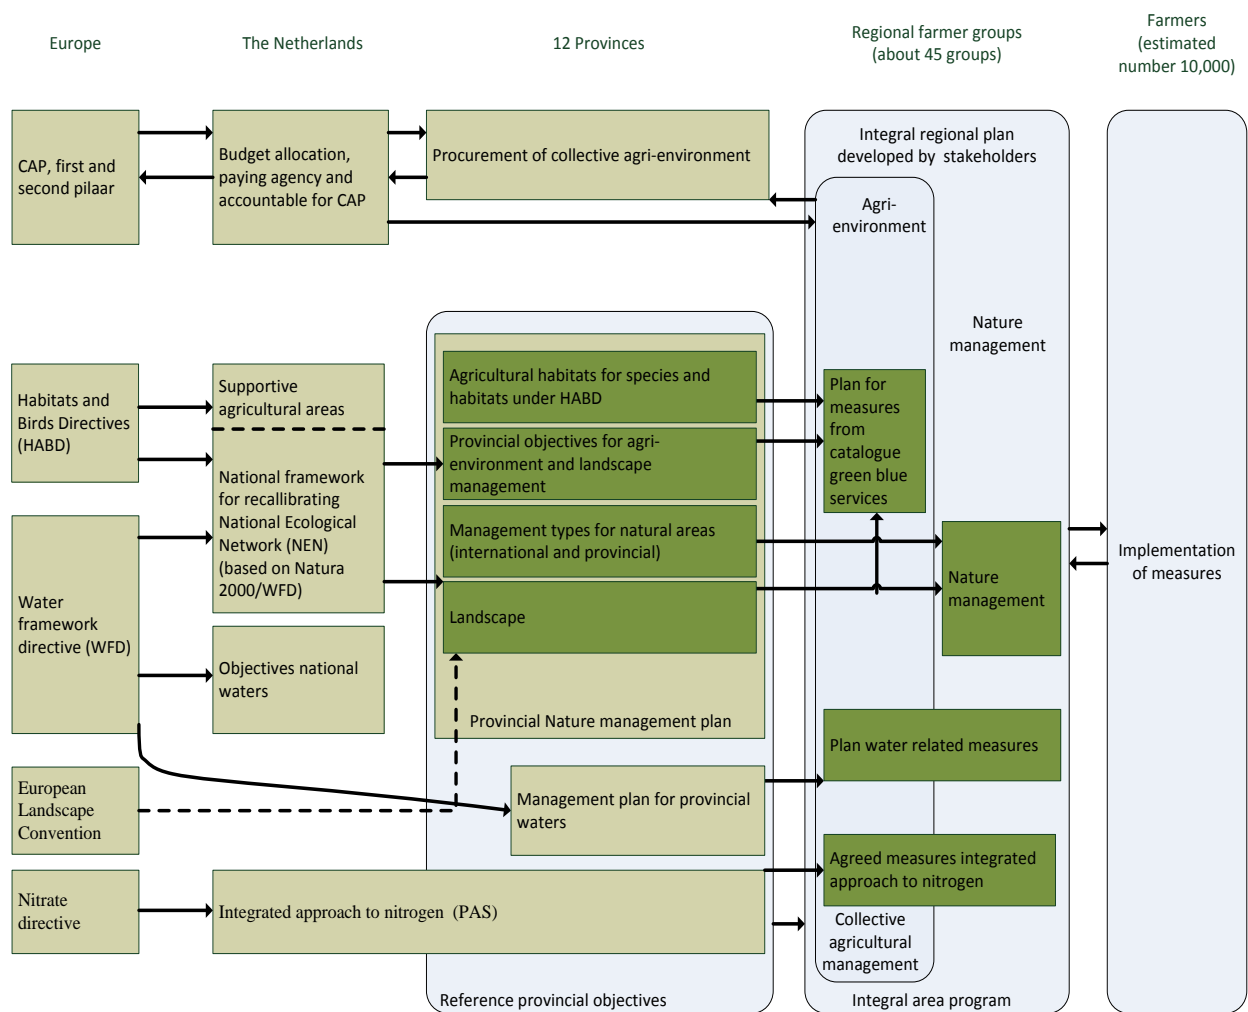 Europe
The Netherlands
12 Provinces
Regional farmer groups
(about 45 groups)
Farmers
(estimated
number 10,000)
CAP, first and
second pilaar
Budget allocation,
paying agency and
accountable for CAP
Procurement of collective agri-environment
Integral regional plan
developed by stakeholders
Agri-
environment
Nature
management
Habitats and
Birds Directives
(HABD)
Supportive
agricultural areas
National framework
for recallibrating
National Ecological
Network (NEN)
(based on Natura
2000/WFD)
Agricultural habitats for species and
habitats under HABD
Provincial objectives for agri-
environment and landscape
management
Management types for natural areas
(international and provincial)
Landscape
Provincial Nature management plan
Plan for
measures
from
catalogue
green blue
services
Nature
management
Implementation
of measures
Water
framework
directive (WFD)
Objectives national
waters
European
Landscape
Convention
Management plan for provincial
waters
Plan water related measures
Nitrate
directive
Integrated approach to nitrogen (PAS)
Agreed measures integrated
approach to nitrogen
Collective
agricultural
management
Reference provincial objectives
Integral area program